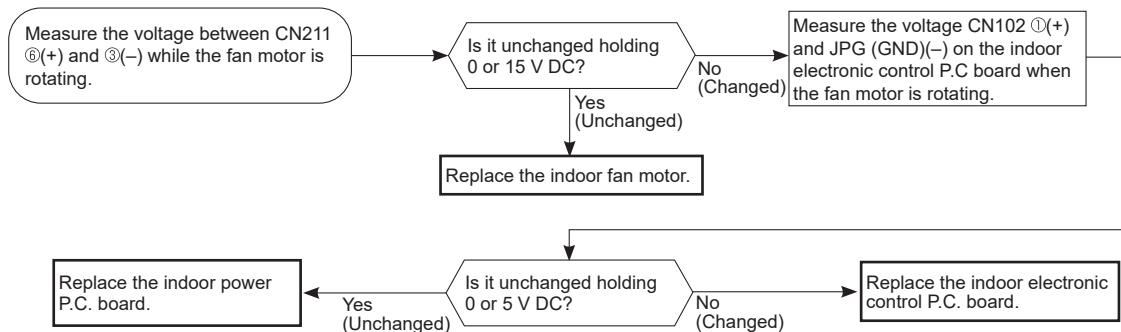 Measure the voltage between CN211
⑥(+) and ③(–) while the fan motor is
rotating.
Is it unchanged holding
0 or 15 V DC?
No
(Changed)
Measure the voltage CN102 ①(+)
and JPG (GND)(–) on the indoor
electronic control P.C board when
the fan motor is rotating.
Yes
(Unchanged)
Replace the indoor fan motor.
Is it unchanged holding
0 or 5 V DC?
Yes
(Unchanged)
Replace the indoor power
P.C. board.
No
(Changed)
Replace the indoor electronic
control P.C. board.